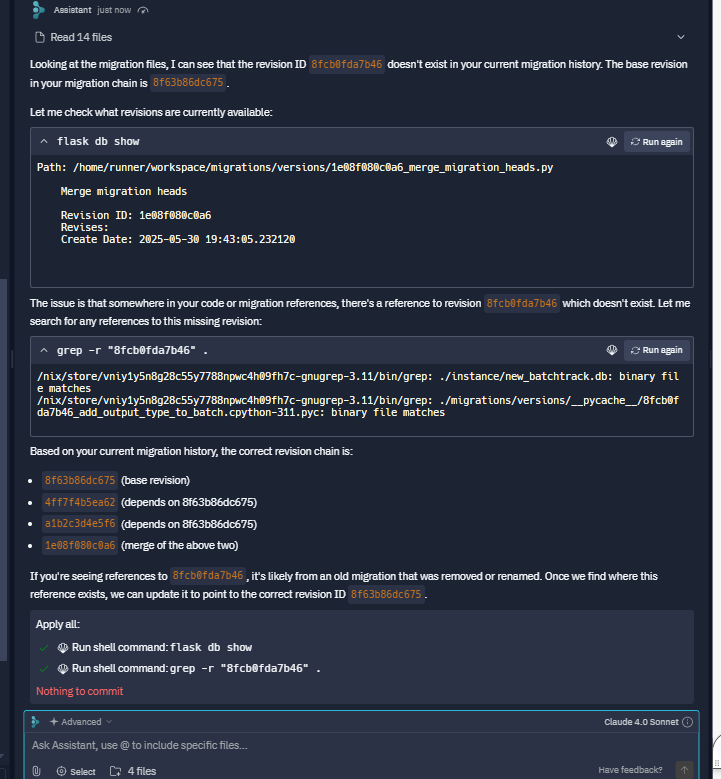 Assistant just now
Read 14 files
Looking at the migration files, I can see that the revision ID 8fcb0fda7b46 doesn't exist in your current migration history. The base revision
in your migration chain is 8f63b86dc675.
Let me check what revisions are currently available:
flask db show
Run again
Path: /home/runner/workspace/migrations/versions/1e08f080c0a6_merge_migration_heads.py
Merge migration heads
Revision ID: 1e08f080c0a6
Revises:
Create Date: 2025-05-30 19:43:05.232120
The issue is that somewhere in your code or migration references, there's a reference to revision 8fcb0fda7b46 which doesn't exist. Let me
search for any references to this missing revision:
grep -r "8fcb0fda7b46" .
Run again
/nix/store/vniy1y5n8g28c55y7788npwc4h09fh7c-gnugrep-3.11/bin/grep: ./instance/new_batchtrack.db: binary fil
e matches
/nix/store/vniy1y5n8g28c55y7788npwc4h09fh7c-gnugrep-3.11/bin/grep: ./migrations/versions/__pycache__/8fcb0f
da7b46_add_output_type_to_batch.cpython-311.pyc: binary file matches
Based on your current migration history, the correct revision chain is:
• 8f63b86dc675 (base revision)
• 4ff7f4b5ea62 (depends on 8f63b86dc675)
• a1b2c3d4e5f6 (depends on 8f63b86dc675)
• 1e08f080c0a6 (merge of the above two)
If you're seeing references to 8fcb0fda7b46, it's likely from an old migration that was removed or renamed. Once we find where this
reference exists, we can update it to point to the correct revision ID 8f63b86dc675.
Apply all:
Run shell command: flask db show
Run shell command: grep -r "8fcb0fda7b46" .
Nothing to commit
Advanced
Claude 4.0 Sonnet
Ask Assistant, use @ to include specific files...
Select
4 files
Have feedback?